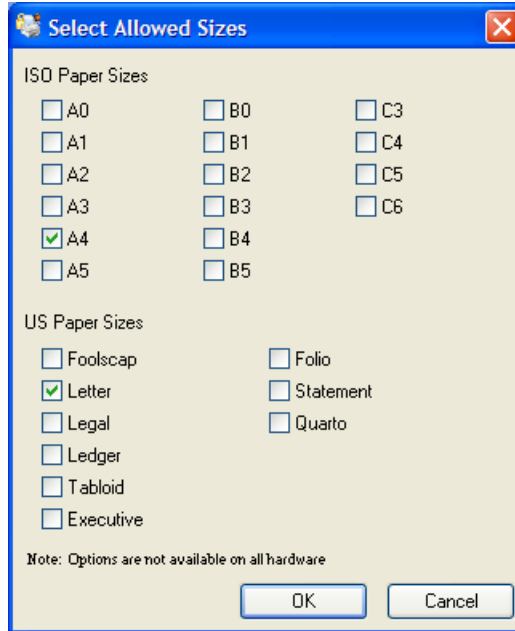 Select Allowed Sizes
ISO Paper Sizes
A0 B0 C3
A1 B1 C4
A2 B2 C5
A3 B3 C6
A4 B4
A5 B5
US Paper Sizes
Foolscap Folio
Letter Statement
Legal Quarto
Ledger
Tabloid
Executive
Note: Options are not available on all hardware
OK Cancel